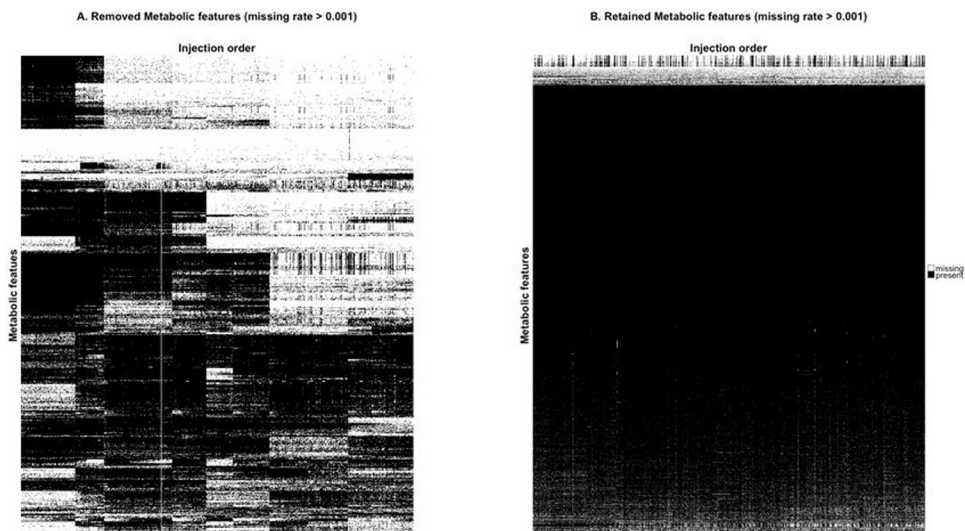 A. Removed Metabolic features (missing rate > 0.001)
Injection order
Metabolic featues
B. Retained Metabolic features (missing rate > 0.001)
Injection order
Metabolic features
missing
present